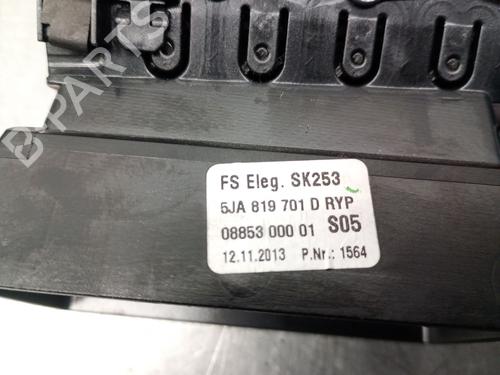 B-PARTS
FS Eleg. SK253
5JA 819 701 D RYP
08853 000 01 S05
12.11.2013 P.Nr.: 1564